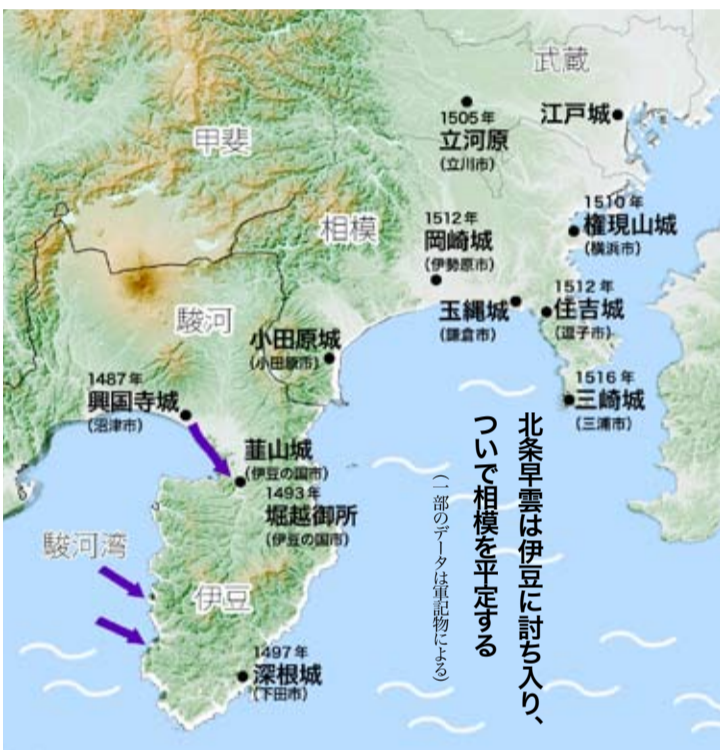 武蔵
1505年
立河原
(立川市)
江戸城
甲斐
相模
1512年
岡崎城
(伊勢原市)
1510年
権現山城
(横浜市)
駿河
玉縄城
(鎌倉市)
1512年
住吉城
(逗子市)
小田原城
(小田原市)
1487年
興国寺城
(沼津市)
1516年
三崎城
(三浦市)
韮山城
(伊豆の国市)
1493年
堀越御所
(伊豆の国市)
駿河湾
伊豆
1497年
深根城
(下田市)
北条早雲は伊豆に討ち入り、
ついで相模を平定する
(一部のデータは軍記物による)